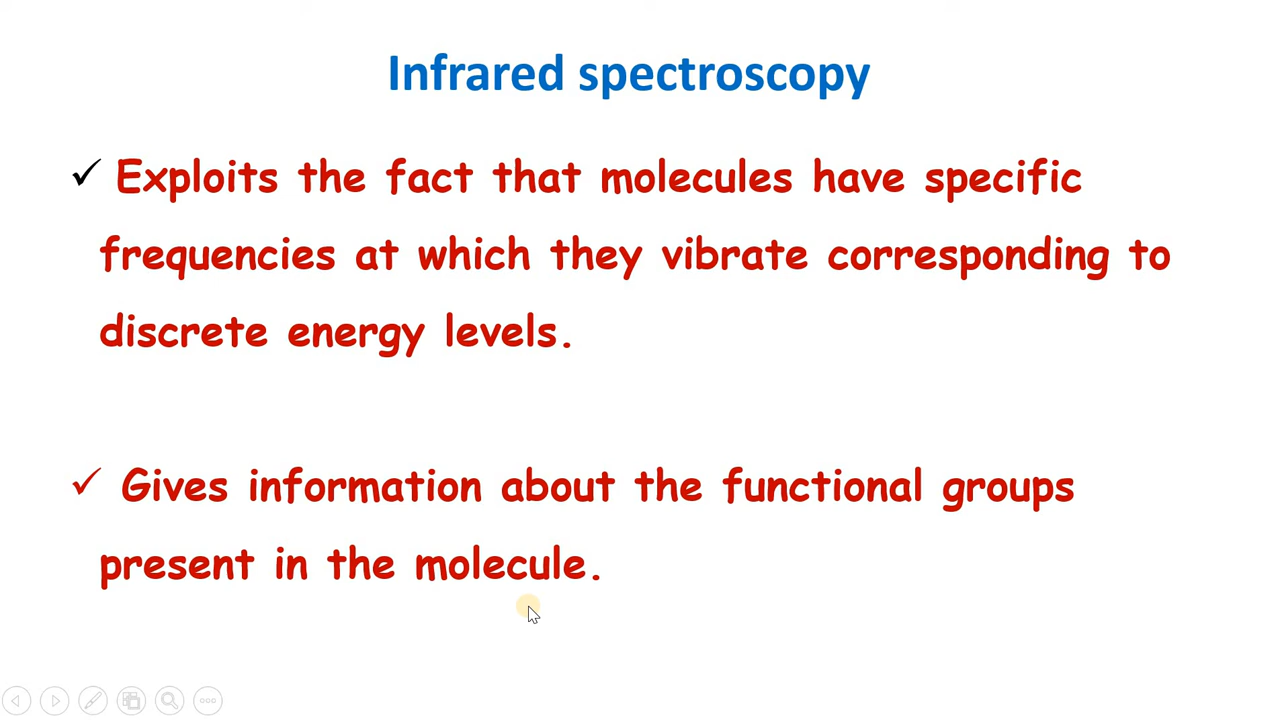 Infrared spectroscopy
✓ Exploits the fact that molecules have specific
frequencies at which they vibrate corresponding to
discrete energy levels.
✓ Gives information about the functional groups
present in the molecule.